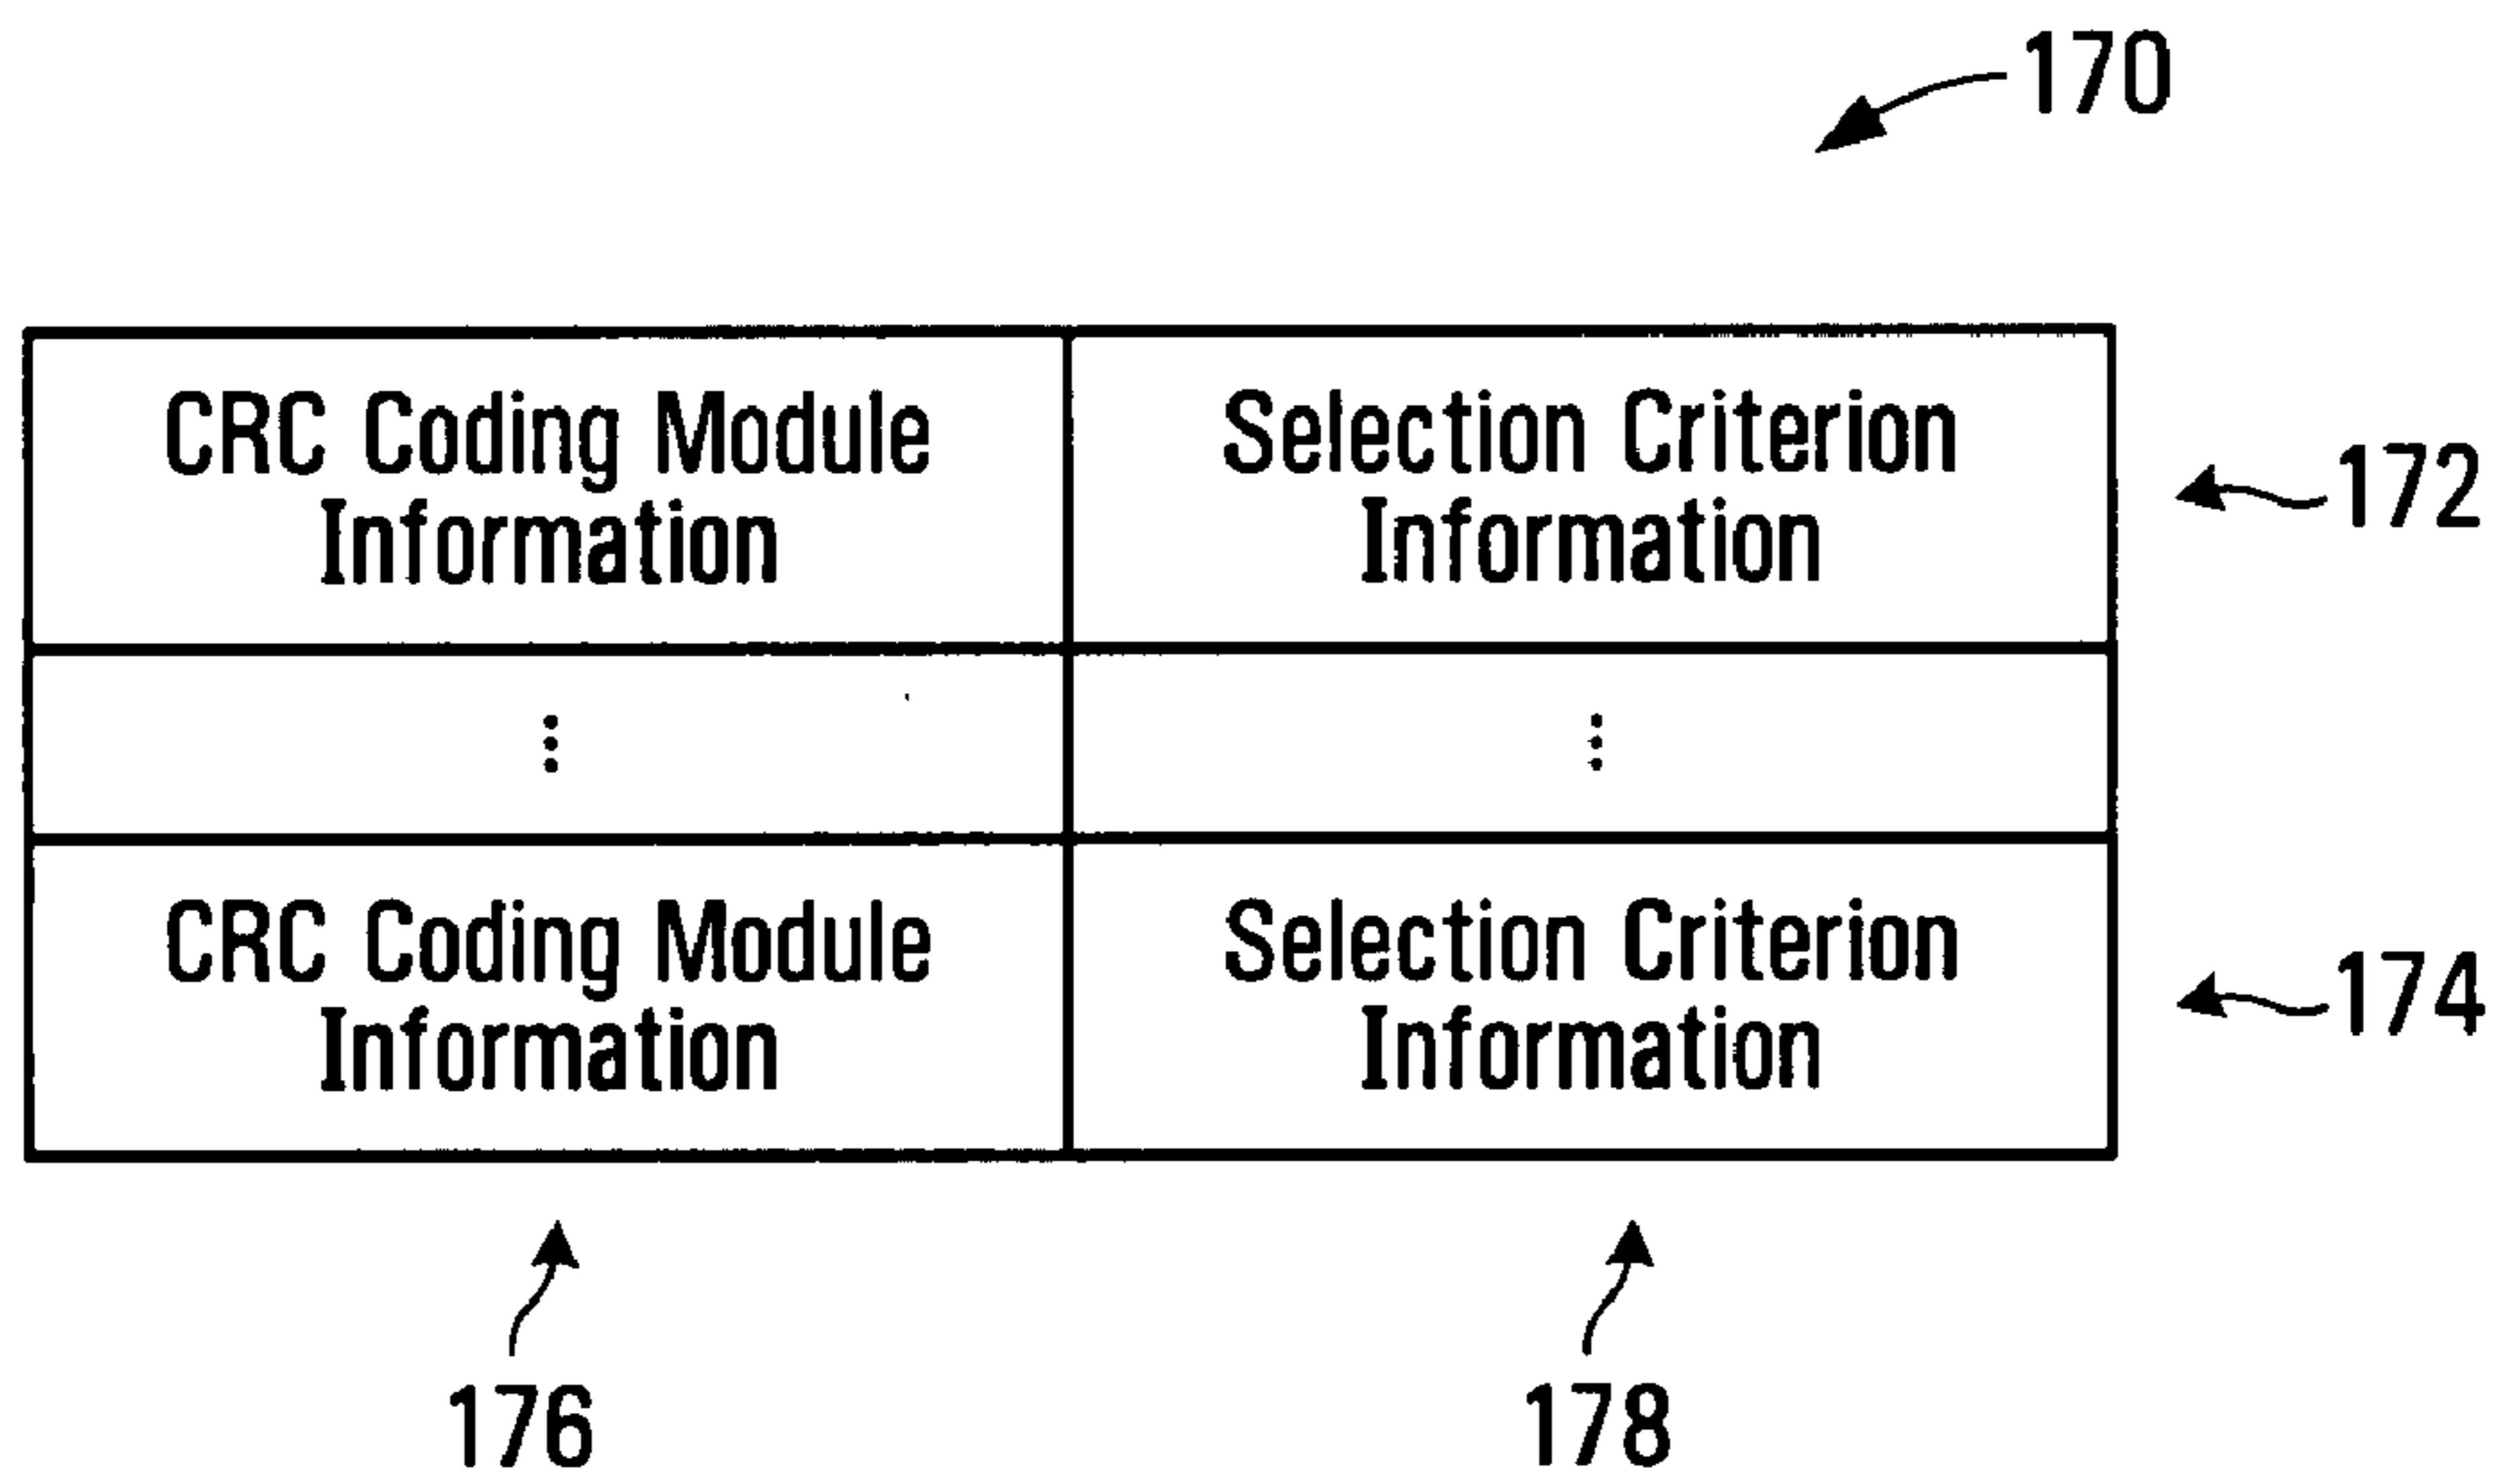 170
CRC Coding Module
Information
Selection Criterion
Information
172
CRC Coding Module
Information
Selection Criterion
Information
174
176
178